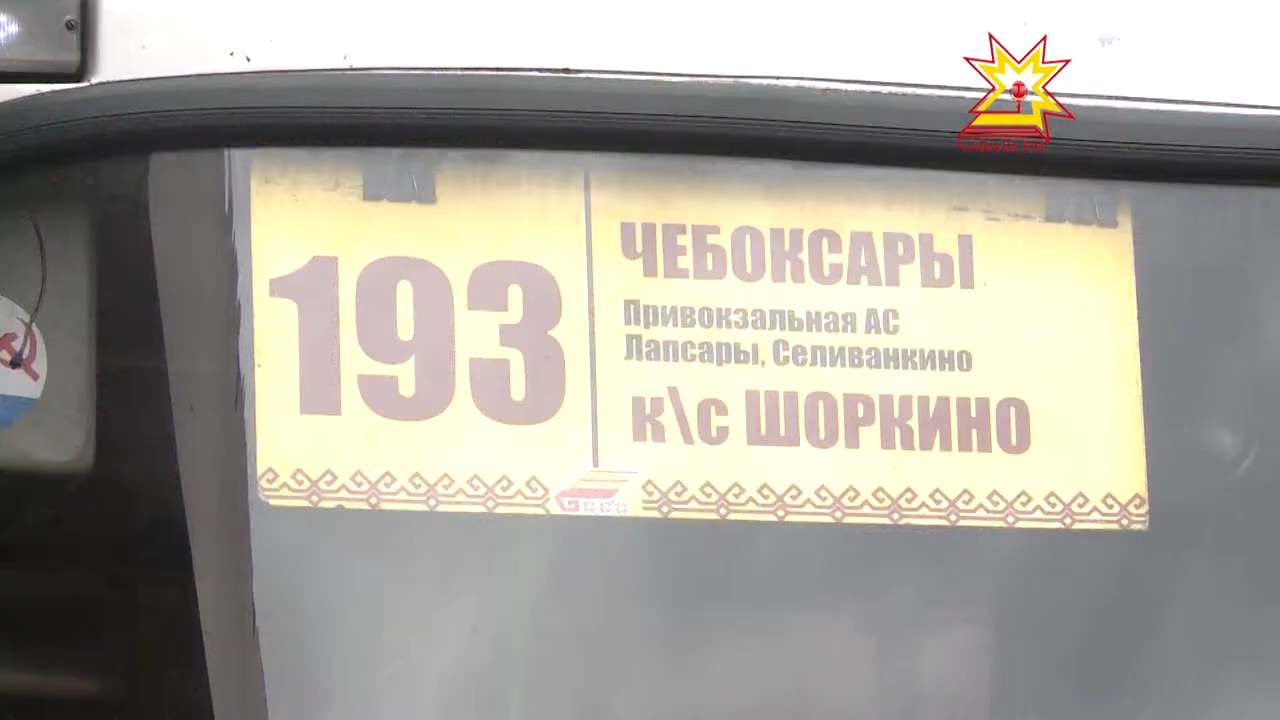 193
ЧЕБОКСАРЫ
Привокзальная АС
Лапсары, Селиванкино
к\с ШОРКИНО